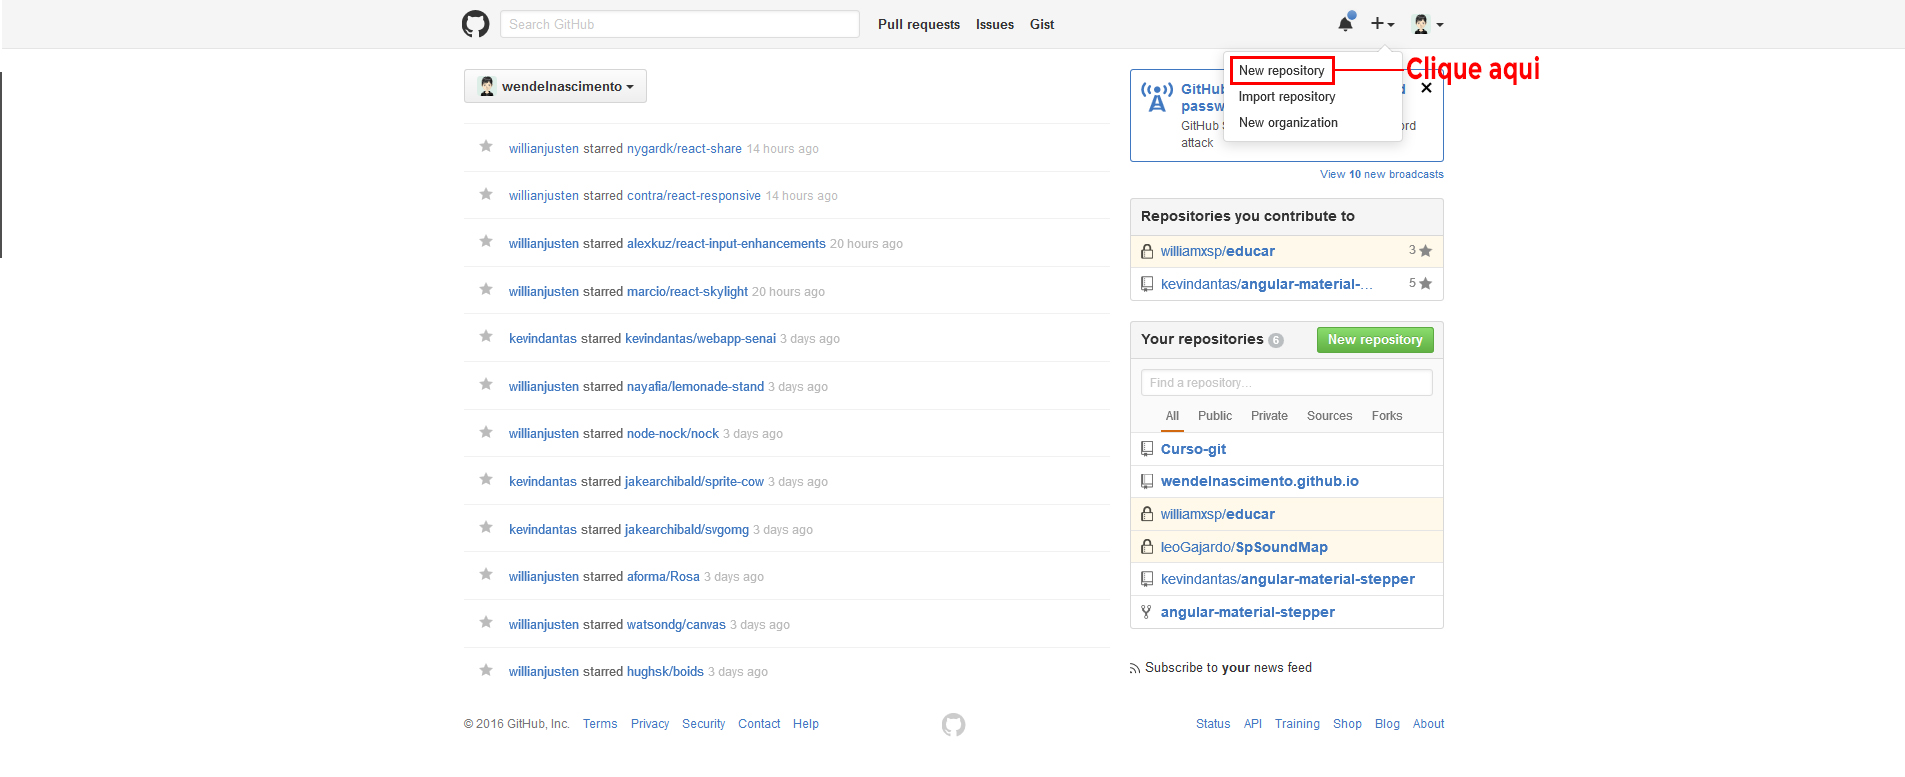 Search GitHub
Pull requests Issues Gist
New repository
Clique aqui
Import repository
New organization
wendelnascimento
GitHub
d
passw
GitHub S
ord
attack
View 10 new broadcasts
willianjusten starred nygardk/react-share 14 hours ago
willianjusten starred contra/react-responsive 14 hours ago
willianjusten starred alexkuz/react-input-enhancements 20 hours ago
willianjusten starred marcio/react-skylight 20 hours ago
kevindantas starred kevindantas/webapp-senai 3 days ago
willianjusten starred nayafia/lemonade-stand 3 days ago
willianjusten starred node-nock/nock 3 days ago
kevindantas starred jakearchibald/sprite-cow 3 days ago
kevindantas starred jakearchibald/svgomg 3 days ago
willianjusten starred aforma/Rosa 3 days ago
willianjusten starred watsondg/canvas 3 days ago
willianjusten starred hughsk/boids 3 days ago
Repositories you contribute to
williamxsp/educar 3
kevindantas/angular-material-... 5
Your repositories 6 New repository
Find a repository...
All Public Private Sources Forks
Curso-git
wendelnascimento.github.io
williamxsp/educar
leoGajardo/SpSoundMap
kevindantas/angular-material-stepper
angular-material-stepper
Subscribe to your news feed
© 2016 GitHub, Inc. Terms Privacy Security Contact Help
Status API Training Shop Blog About